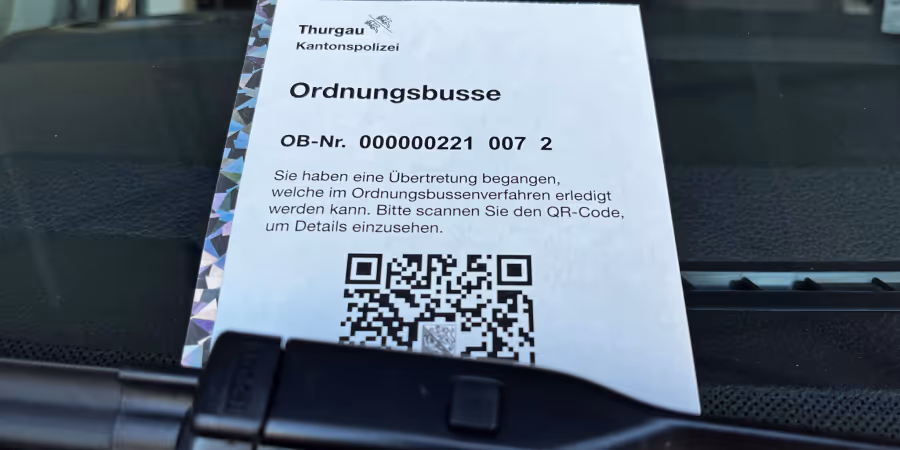 Thurgau
Kantonspolizei
Ordnungsbusse
OB-Nr. 000000221 007 2
Sie haben eine Übertretung begangen,
welche im Ordnungsbussenverfahren erledigt
werden kann. Bitte scannen Sie den QR-Code,
um Details einzusehen.